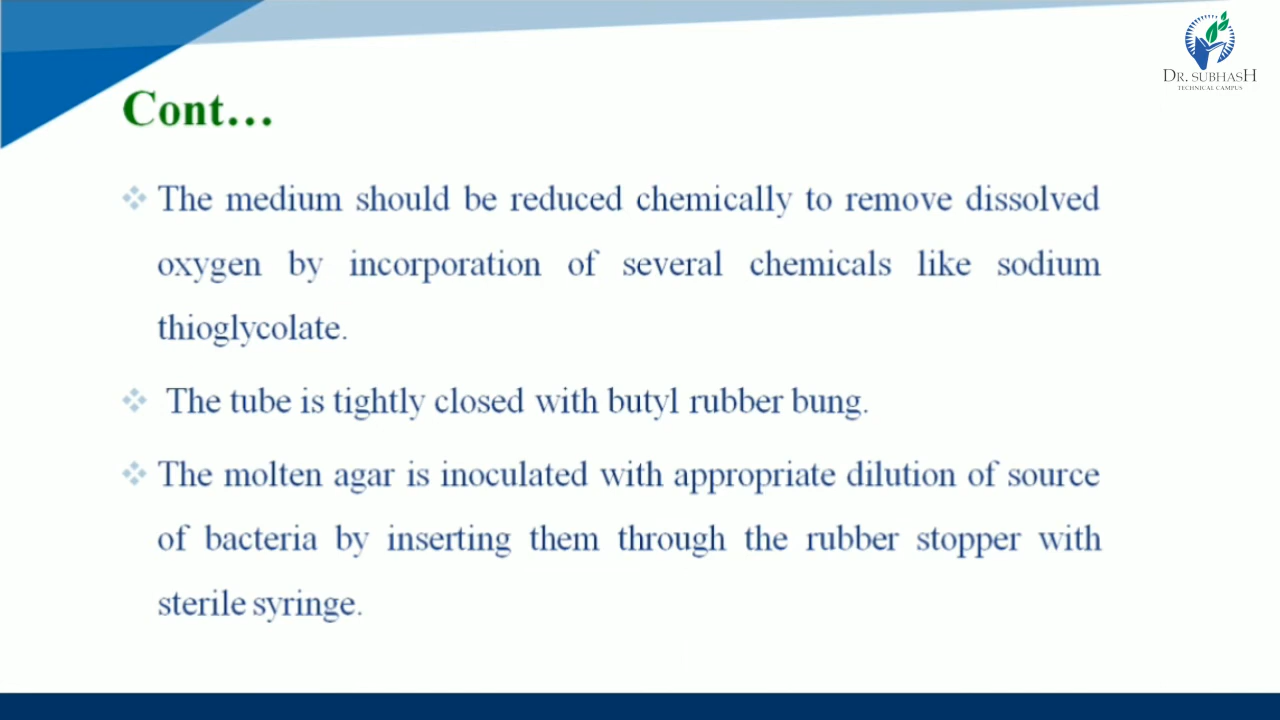 DR. SUBHASH
TECHNICAL CAMPUS
Cont...
The medium should be reduced chemically to remove dissolved
oxygen by incorporation of several chemicals like sodium
thioglycolate.
The tube is tightly closed with butyl rubber bung.
The molten agar is inoculated with appropriate dilution of source
of bacteria by inserting them through the rubber stopper with
sterile syringe.